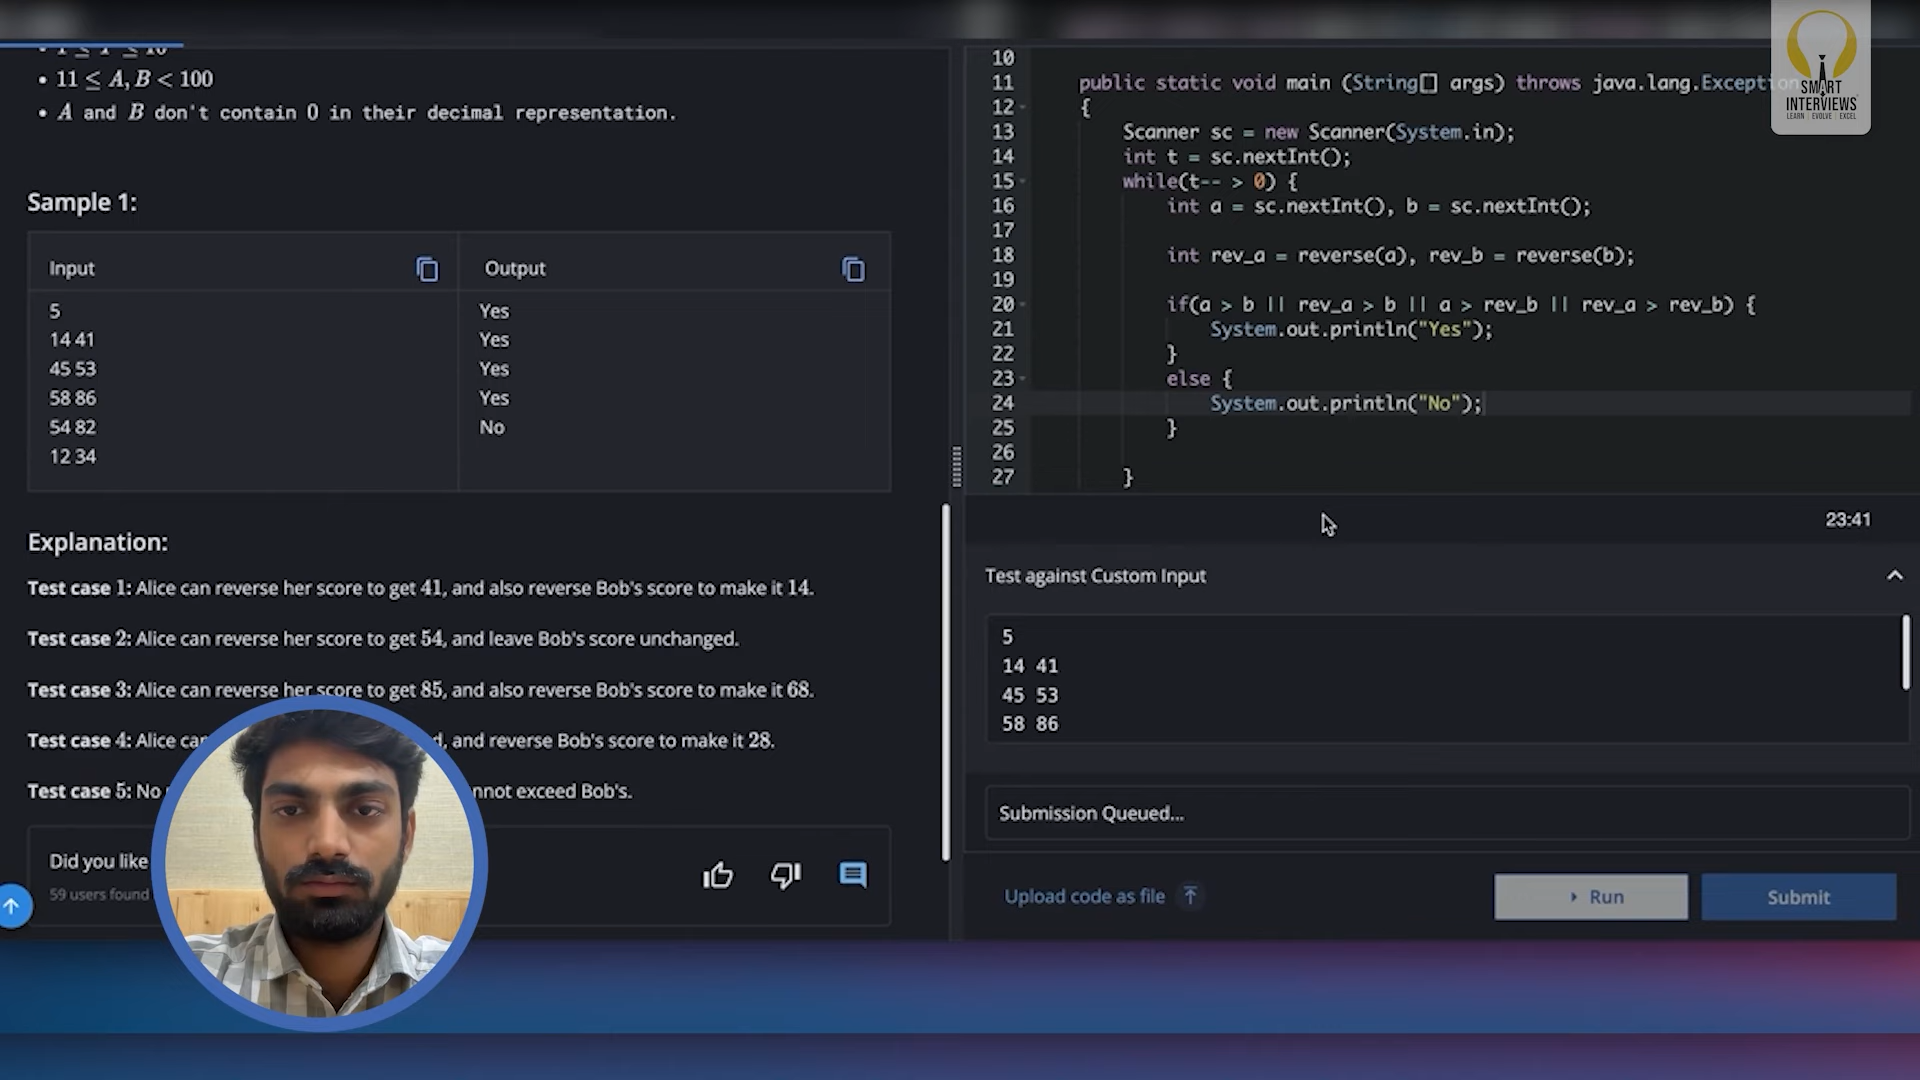 • 11 ≤ A, B < 100
• A and B don't contain 0 in their decimal representation.
Sample 1:
Input
Output
5
14 41
45 53
58 86
54 82
12 34
Yes
Yes
Yes
Yes
No
Explanation:
Test case 1: Alice can reverse her score to get 41, and also reverse Bob's score to make it 14.
Test case 2: Alice can reverse her score to get 54, and leave Bob's score unchanged.
Test case 3: Alice can reverse her score to get 85, and also reverse Bob's score to make it 68.
Test case 4: Alice , and reverse Bob's score to make it 28.
Test case 5: No exceed Bob's.
Did you like
59 users found
10
11 public static void main (String[] args) throws java.lang.Exception
12 {
13 Scanner sc = new Scanner(System.in);
14 int t = sc.nextInt();
15 while(t-- > 0) {
16 int a = sc.nextInt(), b = sc.nextInt();
17
18 int rev_a = reverse(a), rev_b = reverse(b);
19
20 if(a > b || rev_a > b || a > rev_b || rev_a > rev_b) {
21 System.out.println("Yes");
22 }
23 else {
24 System.out.println("No");
25 }
26
27 }
23:41
Test against Custom Input
5
14 41
45 53
58 86
Submission Queued...
Upload code as file
Run
Submit
SMART
INTERVIEWS
LEARN | EVOLVE | EXCEL